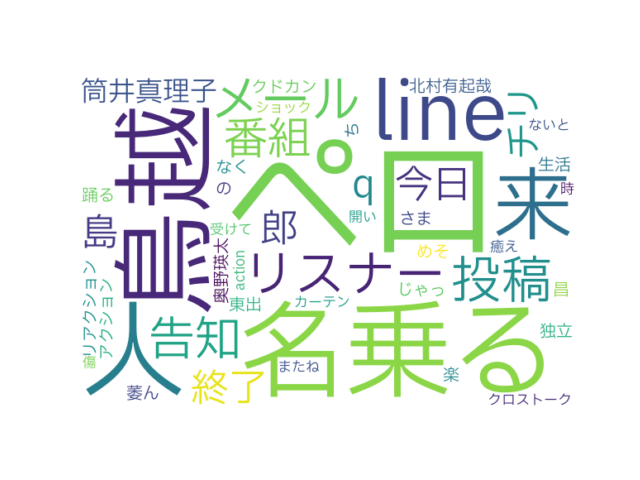 筒井真理子
メール
クドカン
ショック
line
北村有起哉
ないと
チリ
鳥越
番組
ペ
ち
日
q
今日
来
生活
時
踊る
なく
の
島
受けて
郎
開い
さま
めそ
癒え
奥野瑛太
action
リスナー
投稿
昌
リアクション
アクション
東出
カーテン
じゃっ
人
告知
名乗る
独立
またね
終了
楽
萎ん
クロストーク